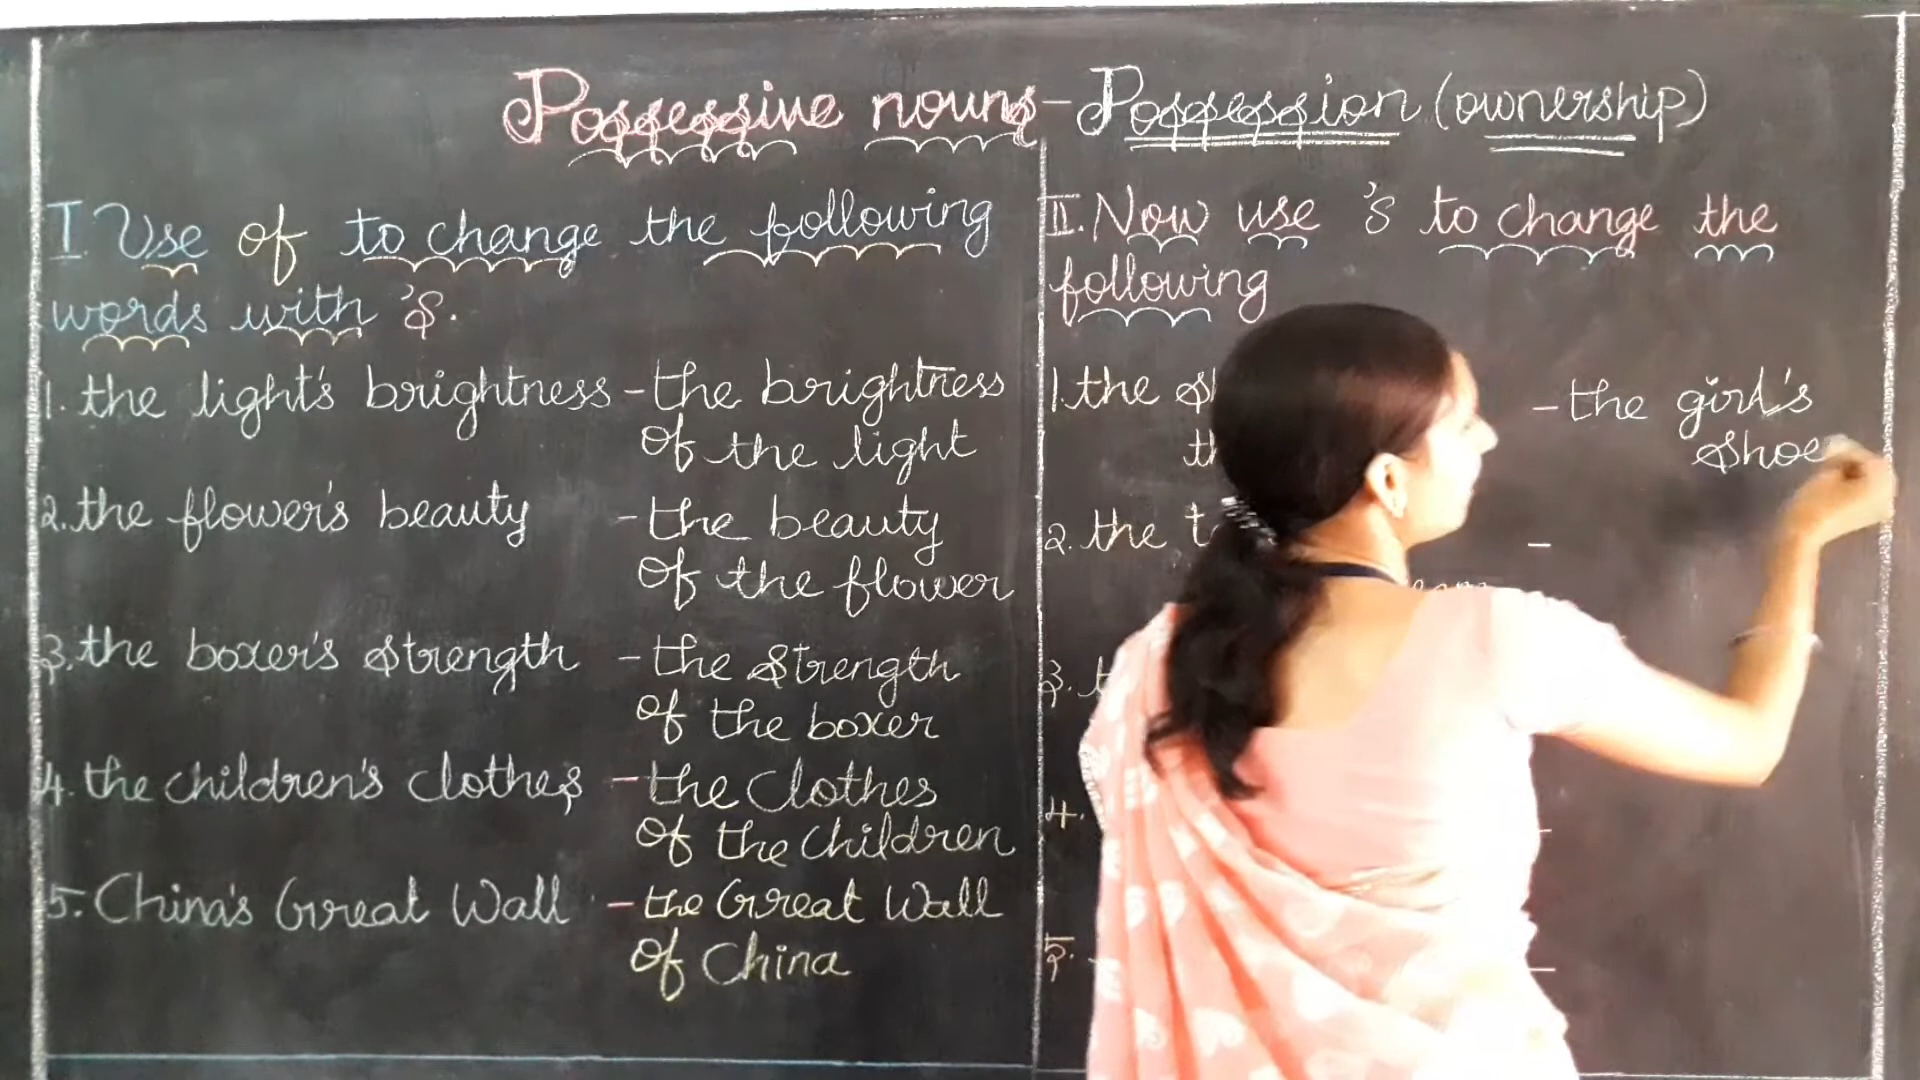 Possessive nouns - Possession (ownership)
I. Use of to change the following
words with 's.
1. the light's brightness - the brightness
of the light
2. the flower's beauty - the beauty
of the flower
3. the boxer's strength - the strength
of the boxer
4. the children's clothes - the clothes
of the children
5. China's Great Wall - the Great Wall
of China
II. Now use 's to change the
following
1. the - the girl's
shoe
2. the -
3.
4. -
5. -